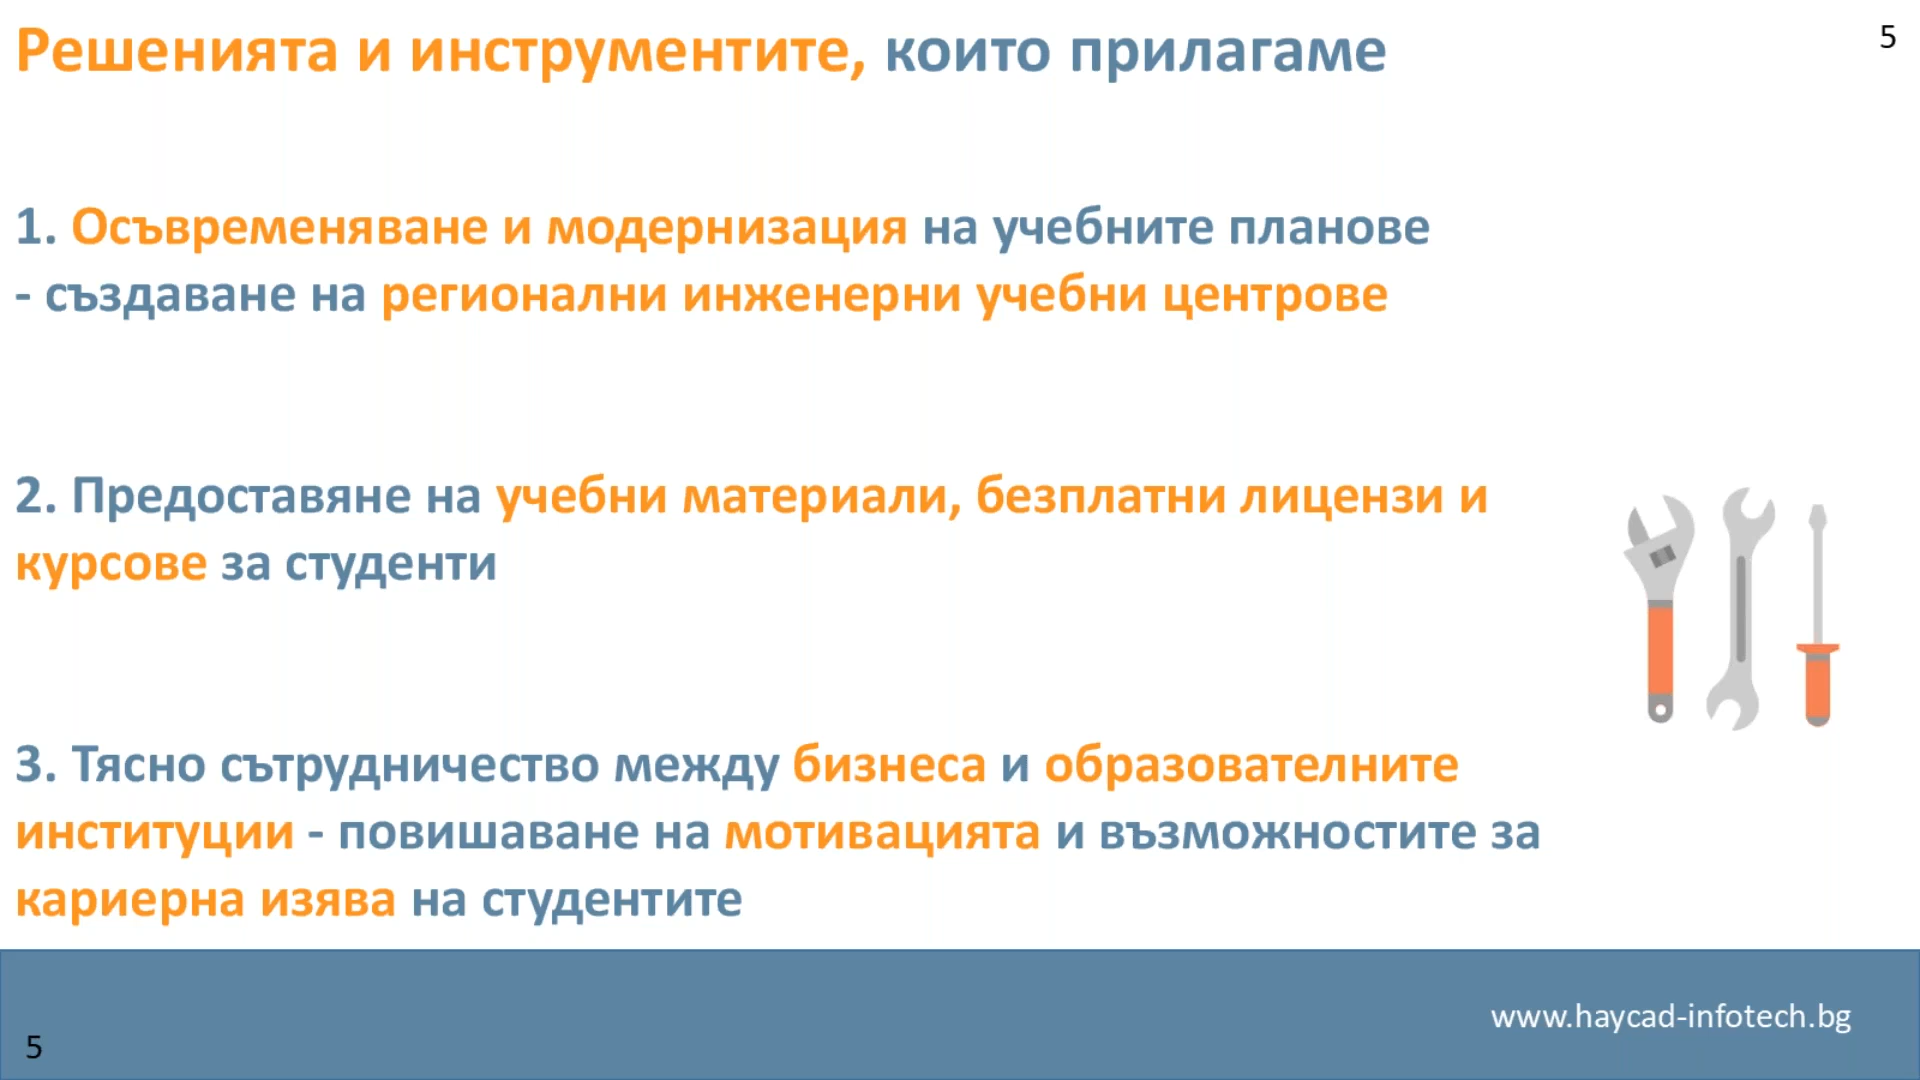 Решенията и инструментите, които прилагаме
5
1. Осъвременяване и модернизация на учебните планове
- създаване на регионални инженерни учебни центрове
2. Предоставяне на учебни материали, безплатни лицензи и
курсове за студенти
3. Тясно сътрудничество между бизнеса и образователните
институции - повишаване на мотивацията и възможностите за
кариерна изява на студентите
www.haycad-infotech.bg
5